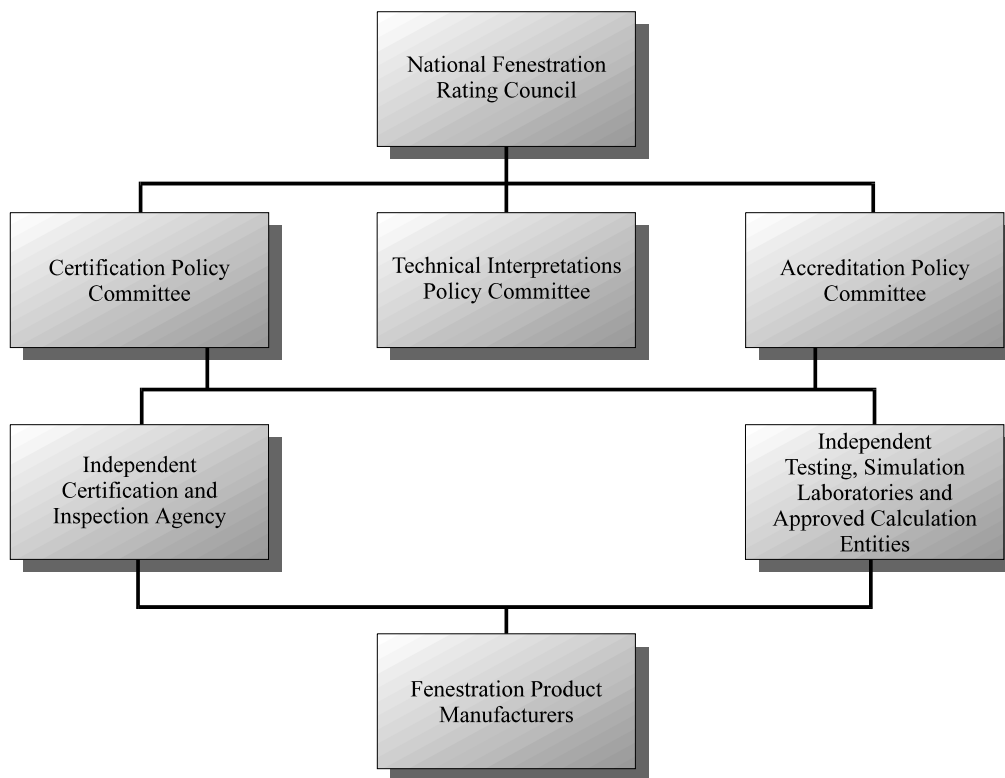 National Fenestration
Rating Council
Certification Policy
Committee
Technical Interpretations
Policy Committee
Accreditation Policy
Committee
Independent
Certification and
Inspection Agency
Independent
Testing, Simulation
Laboratories and
Approved Calculation
Entities
Fenestration Product
Manufacturers